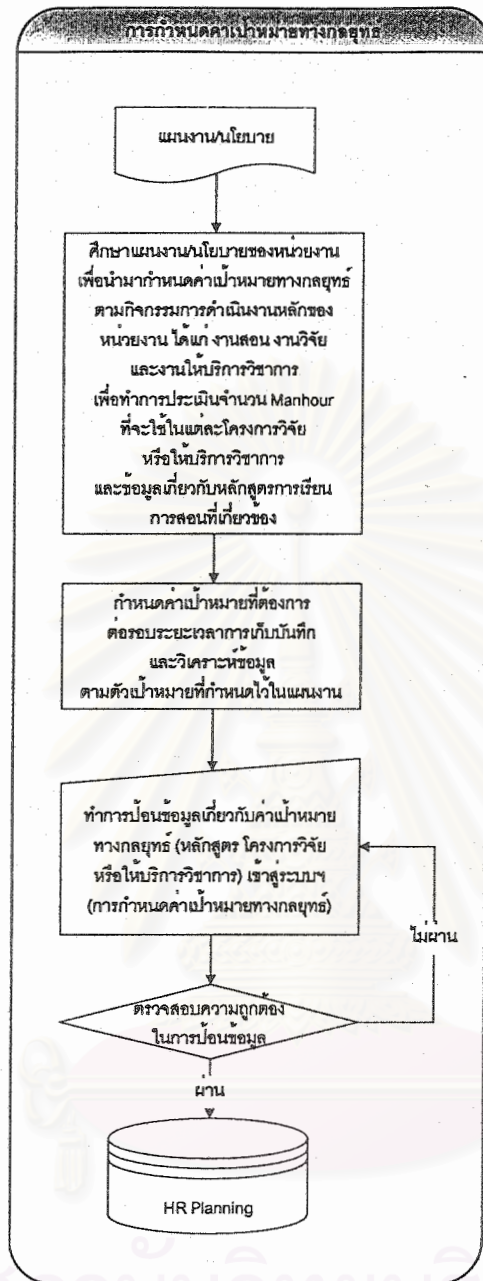 การกำหนดค่าเป้าหมายทางกลยุทธ์
แผนงาน/นโยบาย
ศึกษาแผนงาน/นโยบายของหน่วยงาน
เพื่อนำมากำหนดค่าเป้าหมายทางกลยุทธ์
ตามกิจกรรมการดำเนินงานหลักของ
หน่วยงาน ได้แก่ งานสอน งานวิจัย
และงานให้บริการวิชาการ
เพื่อทำการประเมินจำนวน Manhour
ที่จะใช้ในแต่ละโครงการวิจัย
หรือให้บริการวิชาการ
และข้อมูลเกี่ยวกับหลักสูตรการเรียน
การสอนที่เกี่ยวข้อง
กำหนดค่าเป้าหมายที่ต้องการ
ต่อรอบระยะเวลาการเก็บบันทึก
และวิเคราะห์ข้อมูล
ตามตัวเป้าหมายที่กำหนดไว้ในแผนงาน
ทำการป้อนข้อมูลเกี่ยวกับค่าเป้าหมาย
ทางกลยุทธ์ (หลักสูตร โครงการวิจัย
หรือให้บริการวิชาการ) เข้าสู่ระบบฯ
(การกำหนดค่าเป้าหมายทางกลยุทธ์)
ไม่ผ่าน
ตรวจสอบความถูกต้อง
ในการป้อนข้อมูล
ผ่าน
HR Planning